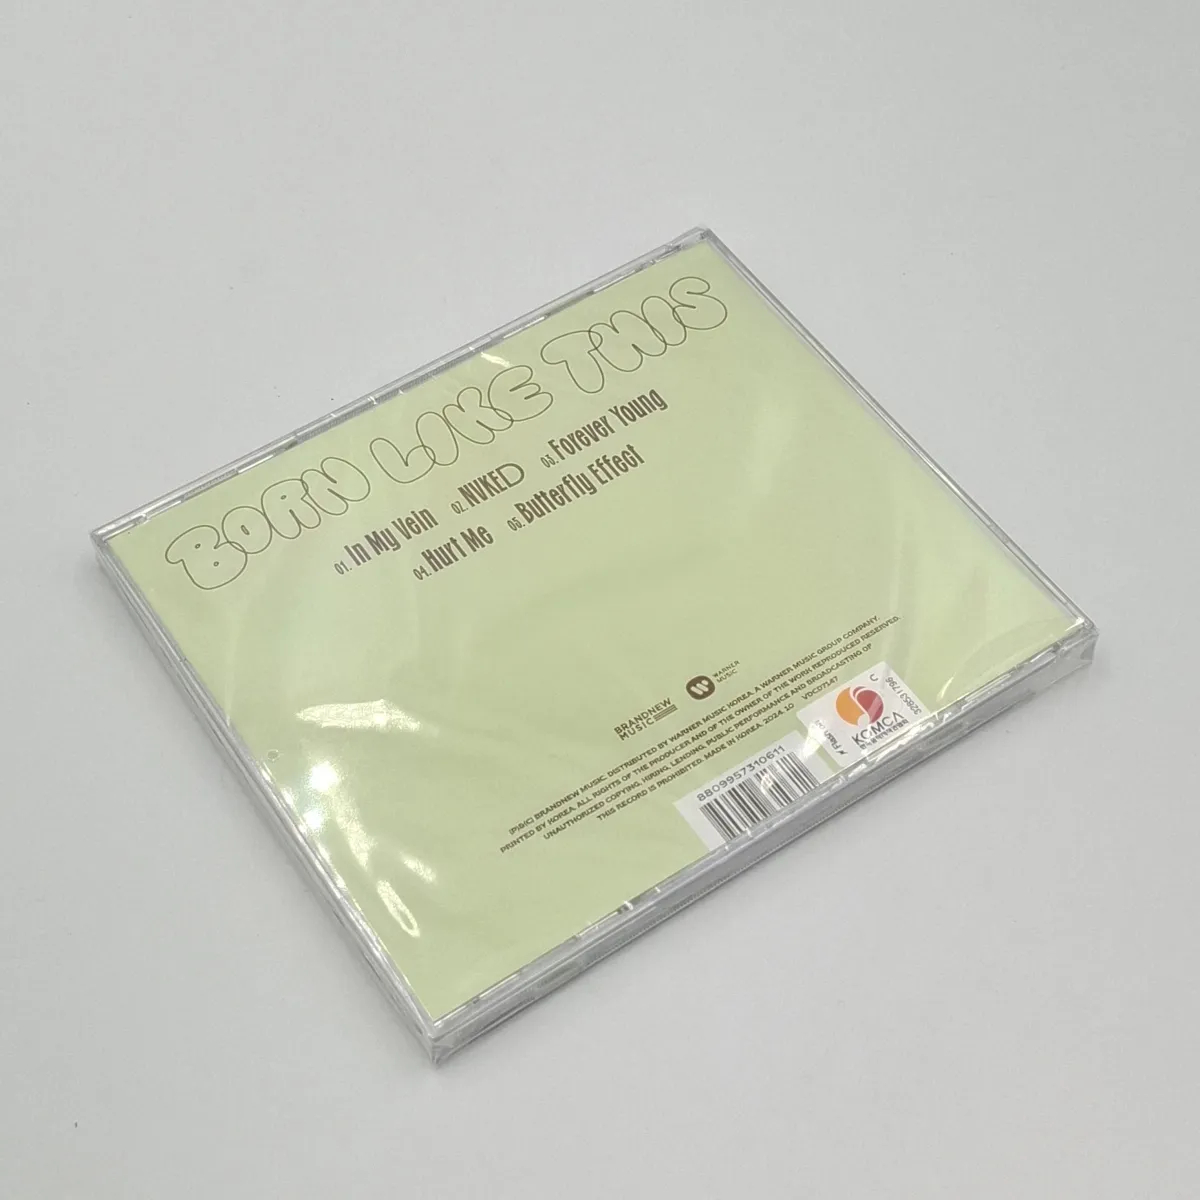 BORN LIKE THIS
01. In My Vein 02. NVKED 03. Forever Young
04. Hurt Me 05. Butterfly Effect
BRANDNEW
MUSIC
WARNER
MUSIC
(P)&(C) BRANDNEW MUSIC. DISTRIBUTED BY WARNER MUSIC KOREA, A WARNER MUSIC GROUP COMPANY.
PRINTED BY KOREA. ALL RIGHTS OF THE PRODUCER AND OF THE OWNER OF THE WORK REPRODUCED RESERVED.
UNAUTHORIZED COPYING, HIRING, LENDING, PUBLIC PERFORMANCE AND BROADCASTING OF
THIS RECORD IS PROHIBITED. MADE IN KOREA. 2024. 10 VDCD7147
8809957310611
KOMCA
C
32853 1796